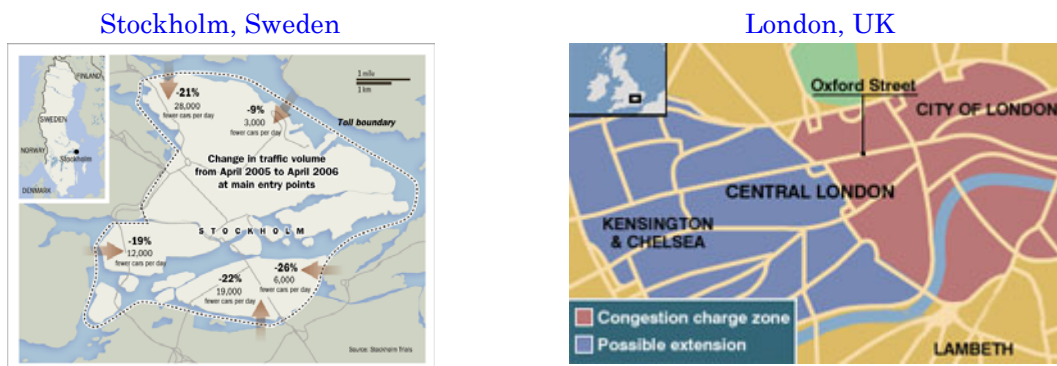 Stockholm, Sweden
London, UK
FINLAND
SWEDEN
NORWAY
Stockholm
DENMARK
-21%
28,000
fewer cars per day
-9%
3,000
fewer cars per day
1 mile
1 km
Toll boundary
Change in traffic volume
from April 2005 to April 2006
at main entry points
STOCKHOLM
-19%
12,000
fewer cars per day
-22%
19,000
fewer cars per day
-26%
6,000
fewer cars per day
Source: Stockholm Trials
Oxford Street
CITY OF LONDON
CENTRAL LONDON
KENSINGTON
& CHELSEA
Congestion charge zone
Possible extension
LAMBETH